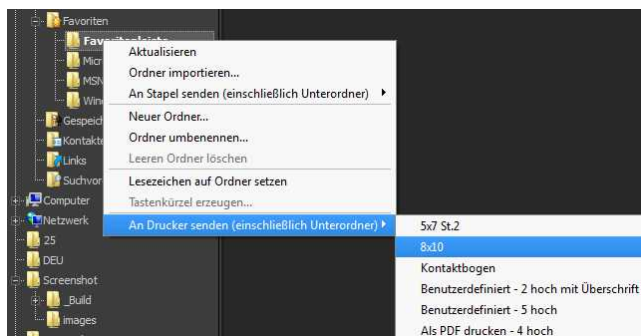 Favoriten
Favoritenleiste
Aktualisieren
Ordner importieren...
An Stapel senden (einschließlich Unterordner)
Neuer Ordner...
Ordner umbenennen...
Leeren Ordner löschen
Lesezeichen auf Ordner setzen
Tastenkürzel erzeugen...
An Drucker senden (einschließlich Unterordner)
Micr
MSN
Win
Gespeich
Kontakte
Links
Suchvor
Computer
Netzwerk
25
DEU
Screenshot
_Build
images
5x7 St.2
8x10
Kontaktbogen
Benutzerdefiniert - 2 hoch mit Überschrift
Benutzerdefiniert - 5 hoch
Als PDF drucken - 4 hoch